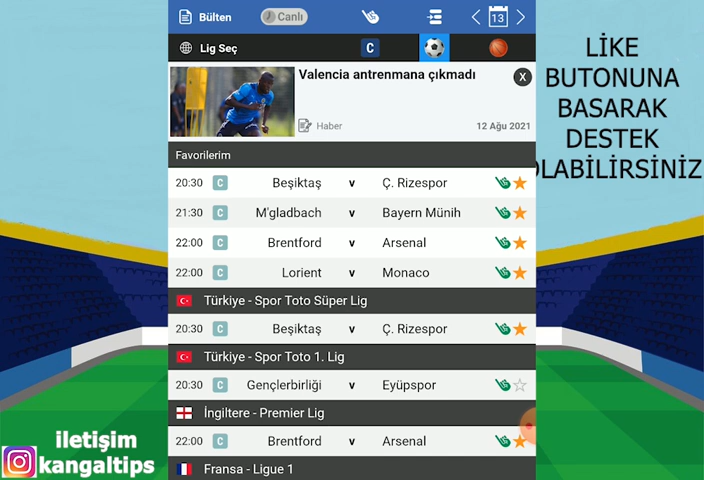 Bülten
Canlı
13
Lig Seç
C
Valencia antrenmana çıkmadı
X
Haber
12 Ağu 2021
Favorilerim
20:30 C Beşiktaş v Ç. Rizespor
21:30 C M'gladbach v Bayern Münih
22:00 C Brentford v Arsenal
22:00 C Lorient v Monaco
Türkiye - Spor Toto Süper Lig
20:30 C Beşiktaş v Ç. Rizespor
Türkiye - Spor Toto 1. Lig
20:30 C Gençlerbirliği v Eyüpspor
İngiltere - Premier Lig
22:00 C Brentford v Arsenal
Fransa - Ligue 1
LİKE
BUTONUNA
BASARAK
DESTEK
OLABİLİRSİNİZ
iletişim
kangaltips